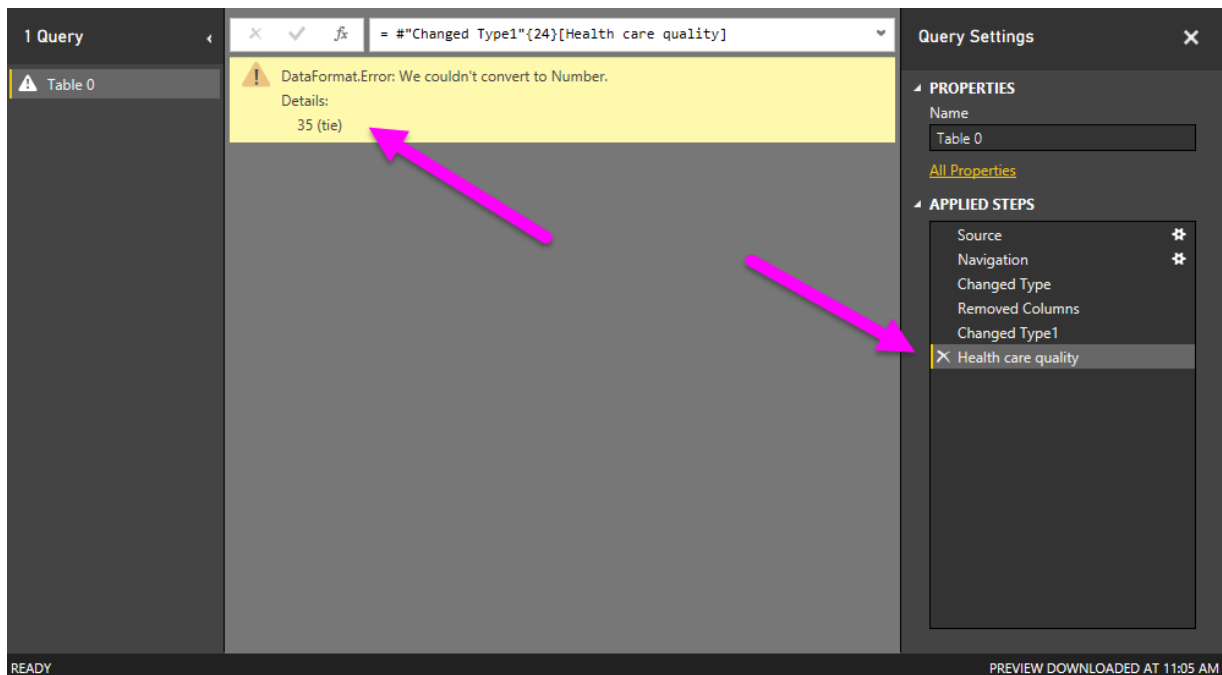 1 Query
fx
= #"Changed Type1"{24}[Health care quality]
Query Settings
Table 0
DataFormat.Error: We couldn't convert to Number.
Details:
35 (tie)
PROPERTIES
Name
Table 0
All Properties
APPLIED STEPS
Source
Navigation
Changed Type
Removed Columns
Changed Type1
Health care quality
READY
PREVIEW DOWNLOADED AT 11:05 AM